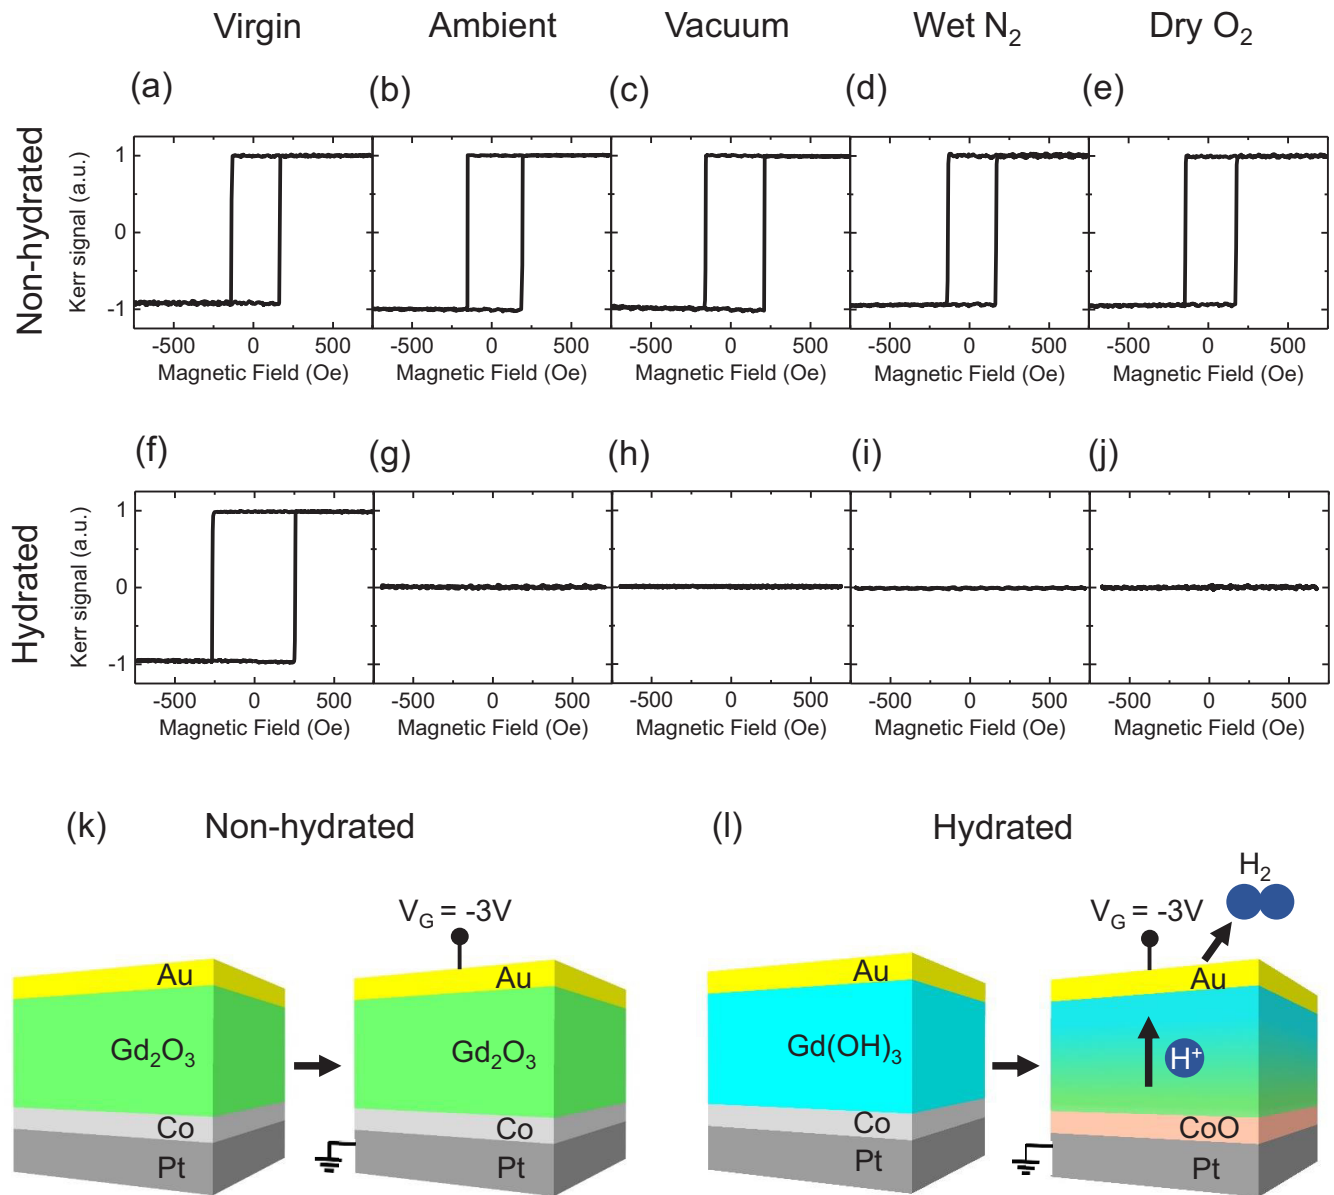 Virgin Ambient Vacuum Wet N₂ Dry O₂
(a) (b) (c) (d) (e)
Non-hydrated
Kerr signal (a.u.)
1
0
-1
-500 0 500 -500 0 500 -500 0 500 -500 0 500 -500 0 500
Magnetic Field (Oe) Magnetic Field (Oe) Magnetic Field (Oe) Magnetic Field (Oe) Magnetic Field (Oe)
(f) (g) (h) (i) (j)
Hydrated
Kerr signal (a.u.)
1
0
-1
-500 0 500 -500 0 500 -500 0 500 -500 0 500 -500 0 500
Magnetic Field (Oe) Magnetic Field (Oe) Magnetic Field (Oe) Magnetic Field (Oe) Magnetic Field (Oe)
(k) Non-hydrated
V_G = -3V
Au Au
Gd₂O₃ Gd₂O₃
Co Co
Pt Pt
(l) Hydrated
H₂
V_G = -3V
Au Au
Gd(OH)₃ H⁺
Co CoO
Pt Pt